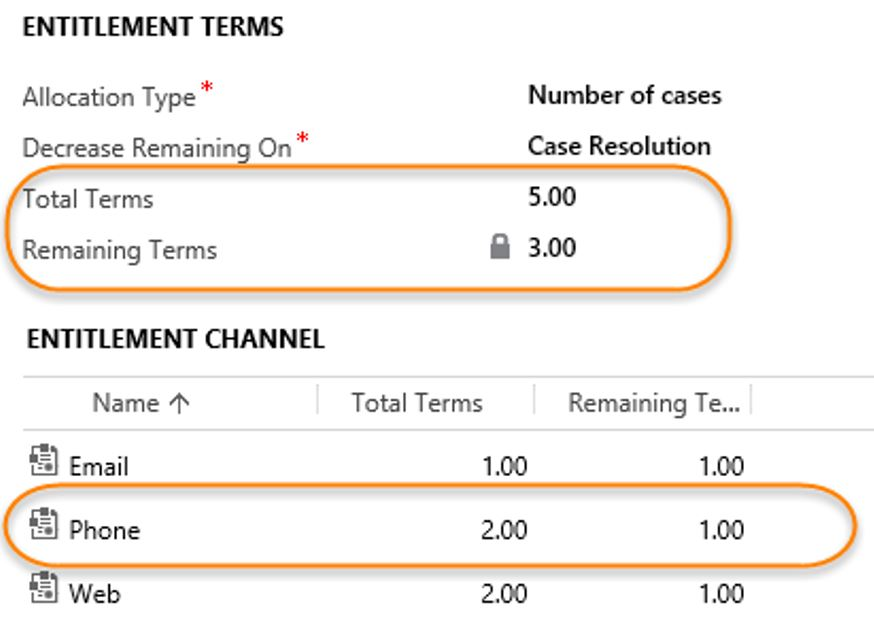 ENTITLEMENT TERMS
Allocation Type * Number of cases
Decrease Remaining On * Case Resolution
Total Terms 5.00
Remaining Terms 3.00
ENTITLEMENT CHANNEL
Name ↑ Total Terms Remaining Te...
Email 1.00 1.00
Phone 2.00 1.00
Web 2.00 1.00